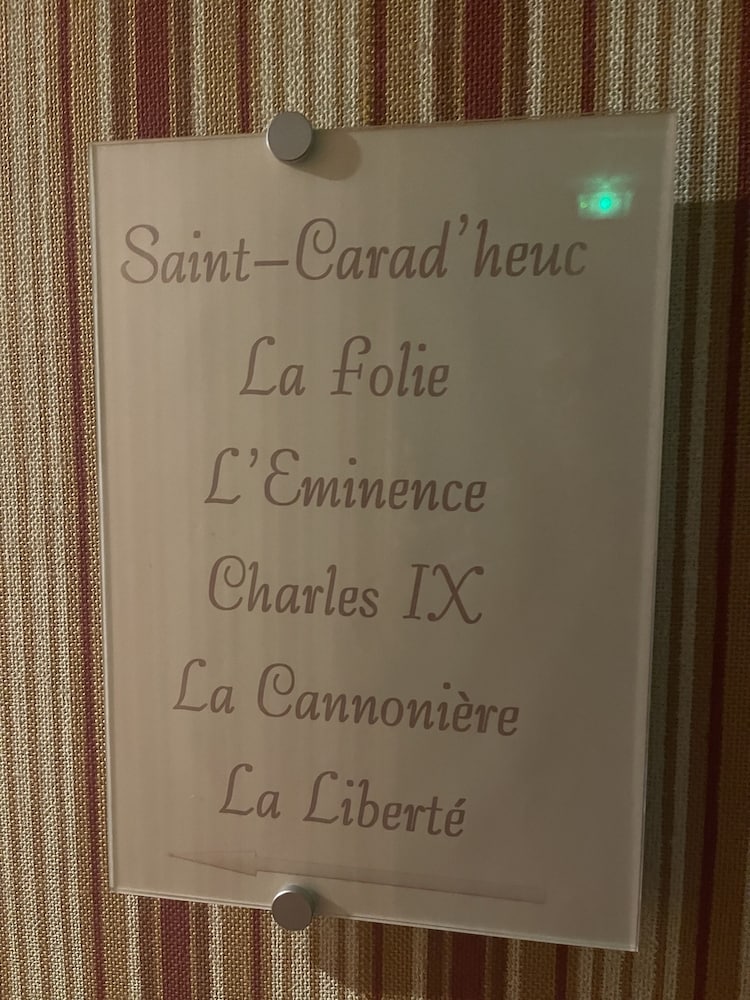 Saint-Carad'heuc
La Folie
L'Eminence
Charles IX
La Cannonière
La Liberté